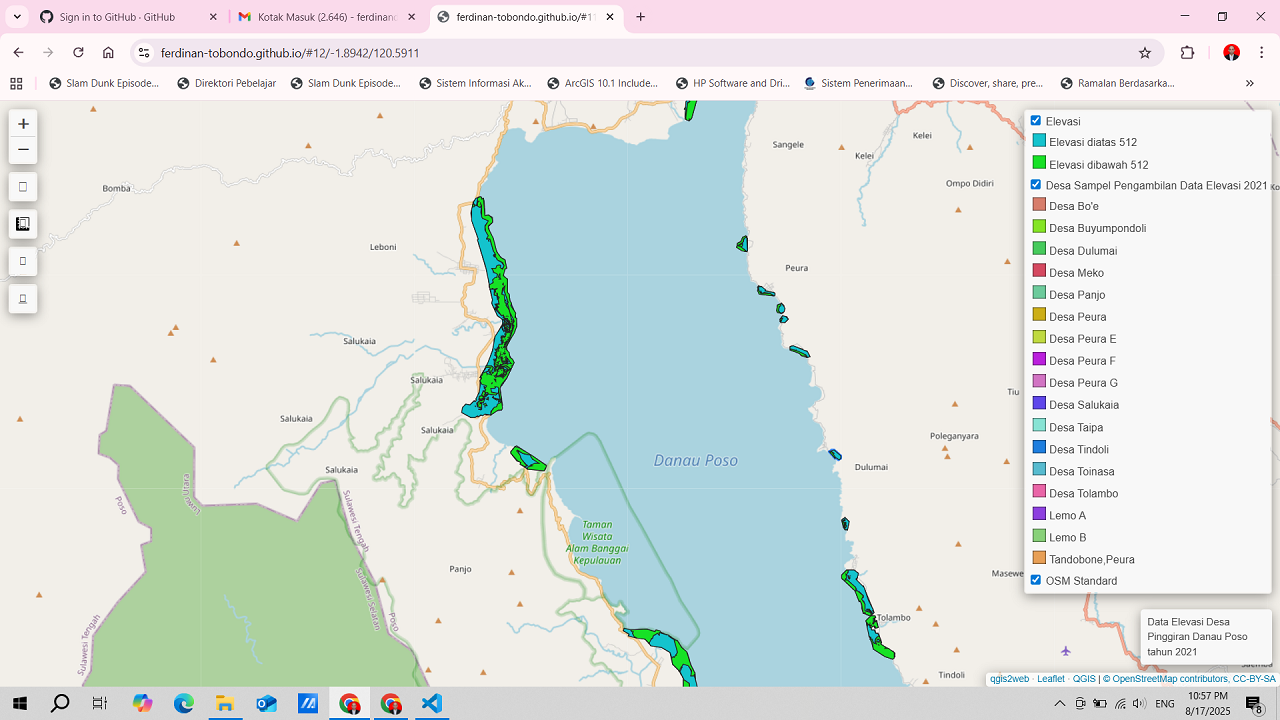 Sign in to GitHub · GitHub
Kotak Masuk (2.646) - ferdinand
ferdinan-tobondo.github.io/#11
ferdinan-tobondo.github.io/#12/-1.8942/120.5911
Slam Dunk Episode...
Direktori Pebelajar
Slam Dunk Episode...
Sistem Informasi Ak...
ArcGIS 10.1 Include...
HP Software and Dri...
Sistem Penerimaan...
Discover, share, pre...
Ramalan Berdasarka...
»
+
−
Elevasi
Elevasi diatas 512
Elevasi dibawah 512
Desa Sampel Pengambilan Data Elevasi 2021
Desa Bo'e
Desa Buyumpondoli
Desa Dulumai
Desa Meko
Desa Panjo
Desa Peura
Desa Peura E
Desa Peura F
Desa Peura G
Desa Salukaia
Desa Taipa
Desa Tindoli
Desa Toinasa
Desa Tolambo
Lemo A
Lemo B
Tandobone,Peura
OSM Standard
Sangele
Kelei
Kelei
Ompo Didiri
Bomba
Leboni
Peura
Salukaia
Salukaia
Salukaia
Salukaia
Salukaia
Tiu
Poleganyara
Danau Poso
Dulumai
Luwu Utara
Poso
Sulawesi Tengah
Sulawesi Selatan
Poso
Sulawesi Tengah
Taman
Wisata
Alam Banggai
Kepulauan
Panjo
Masewe
Tolambo
Tindoli
Data Elevasi Desa
Pinggiran Danau Poso
tahun 2021
qgis2web · Leaflet · QGIS | © OpenStreetMap contributors, CC-BY-SA
ENG
10:57 PM
8/17/2025
8